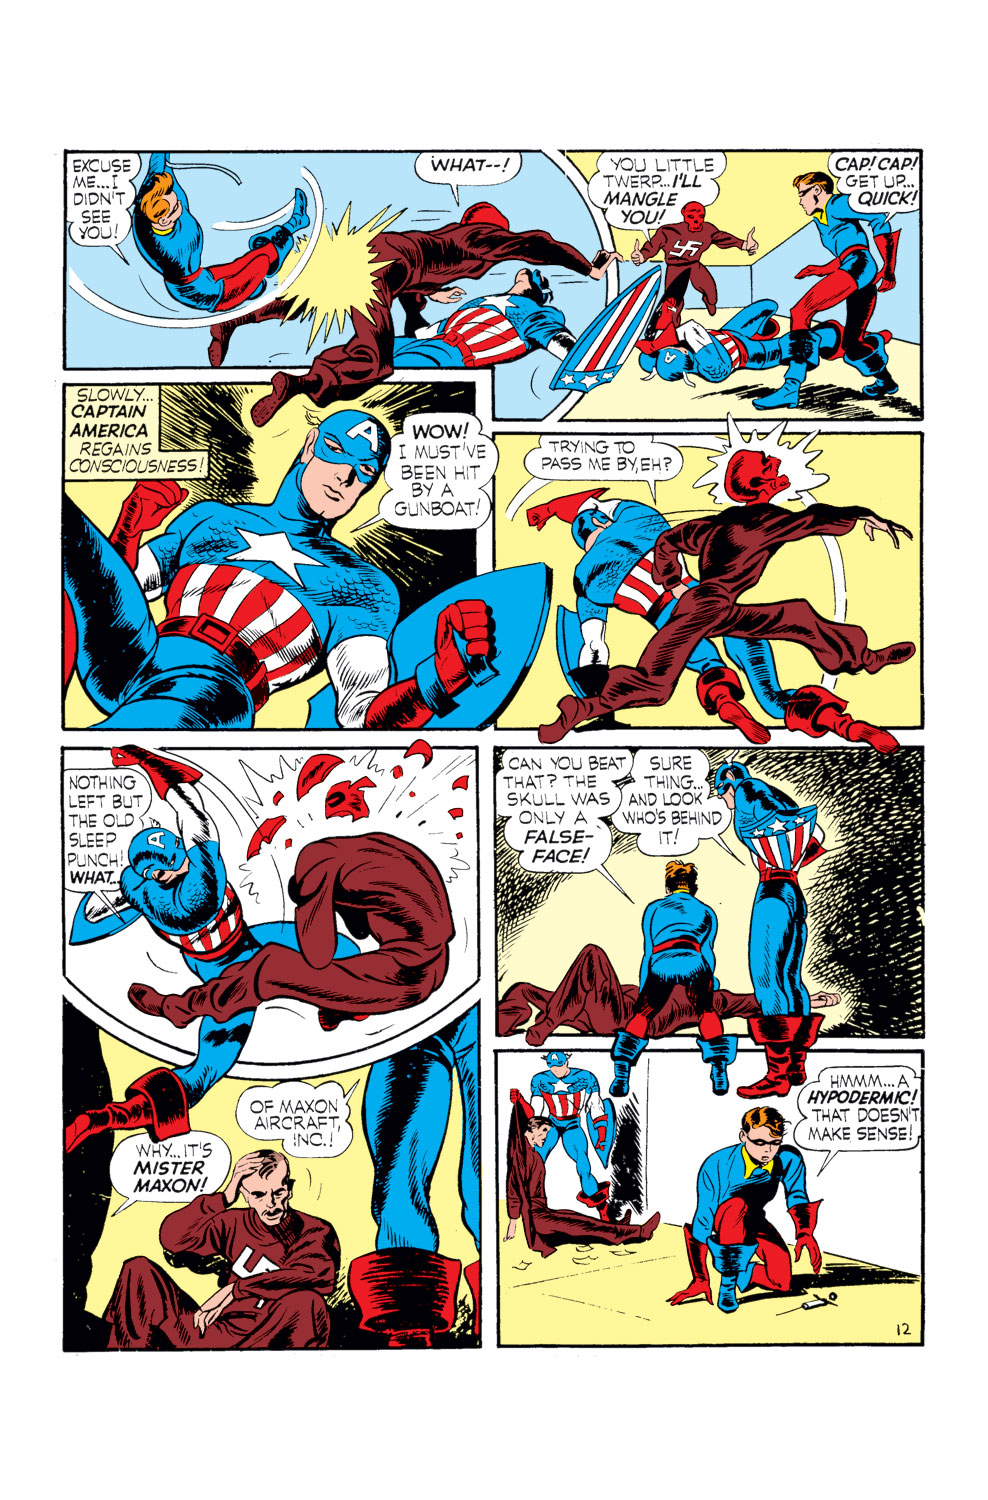 EXCUSE
ME...I
DIDN'T
SEE
YOU!
WHAT--!
YOU LITTLE
TWERP...I'LL
MANGLE
YOU!
CAP! CAP!
GET UP...
QUICK!
SLOWLY...
CAPTAIN
AMERICA
REGAINS
CONSCIOUSNESS!
A
WOW!
I MUST'VE
BEEN HIT
BY A
GUNBOAT!
TRYING TO
PASS ME BY, EH?
NOTHING
LEFT BUT
THE OLD
SLEEP
PUNCH!
WHAT...
A
CAN YOU BEAT
THAT? THE
SKULL WAS
ONLY A
FALSE-
FACE!
SURE
THING...
AND LOOK
WHO'S BEHIND
IT!
WHY...IT'S
MISTER
MAXON!
OF MAXON
AIRCRAFT,
INC.!
HMMM...A
HYPODERMIC!
THAT DOESN'T
MAKE SENSE!
12